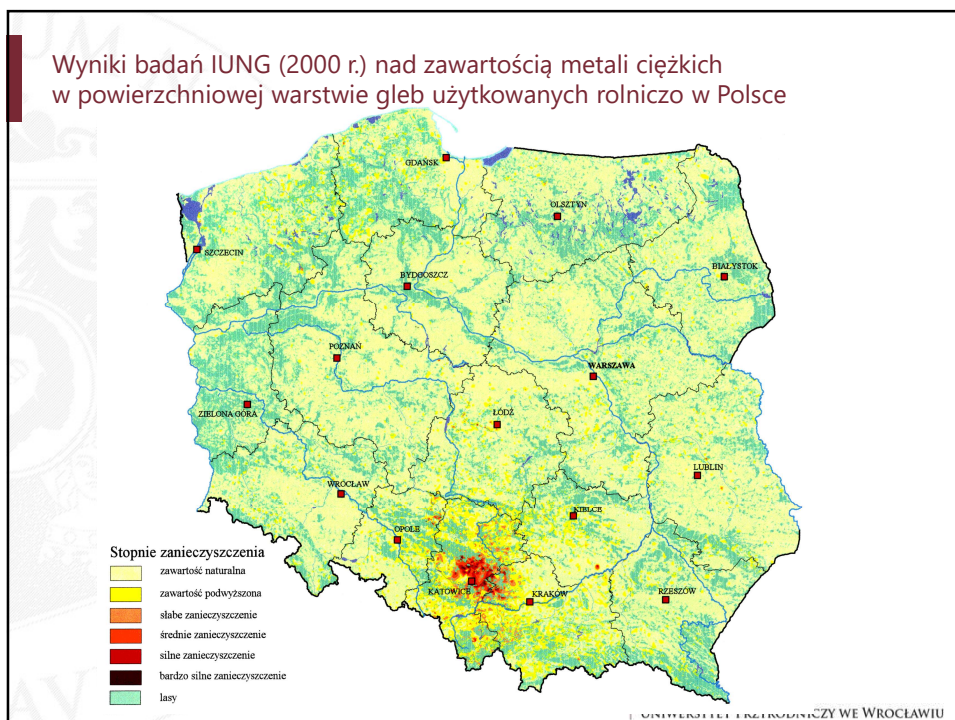 Wyniki badań IUNG (2000 r.) nad zawartością metali ciężkich
w powierzchniowej warstwie gleb użytkowanych rolniczo w Polsce
GDAŃSK
OLSZTYN
SZCZECIN
BIAŁYSTOK
BYDGOSZCZ
POZNAŃ
WARSZAWA
ZIELONA GÓRA
ŁÓDŹ
LUBLIN
WROCŁAW
KIELCE
OPOLE
KATOWICE
KRAKÓW
RZESZÓW
Stopnie zanieczyszczenia
zawartość naturalna
zawartość podwyższona
słabe zanieczyszczenie
średnie zanieczyszczenie
silne zanieczyszczenie
bardzo silne zanieczyszczenie
lasy
UNIWERSYTET PRZYRODNICZY WE WROCŁAWIU